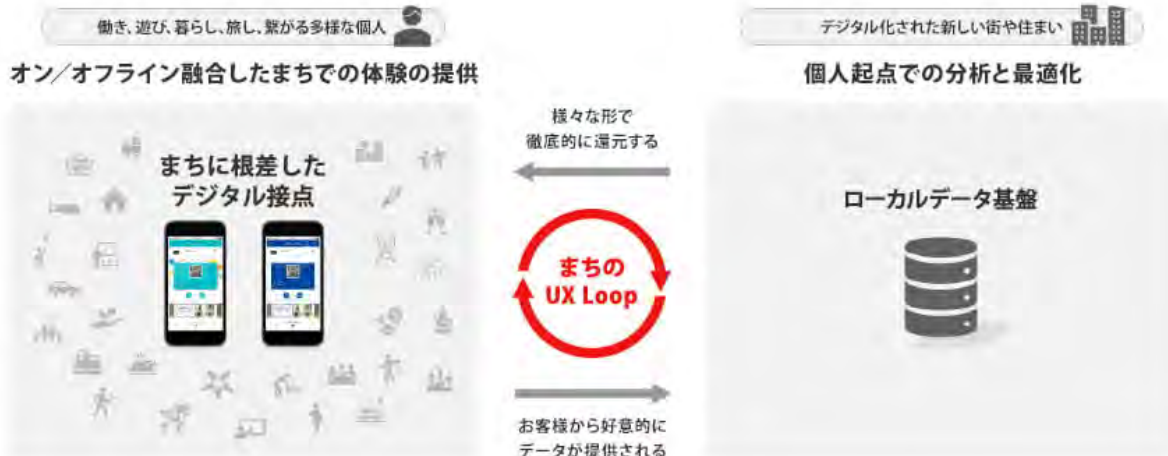 働き、遊び、暮らし、旅し、繋がる多様な個人
オン／オフライン融合したまちでの体験の提供
まちに根差した
デジタル接点
様々な形で
徹底的に還元する
まちの
UX Loop
お客様から好意的に
データが提供される
デジタル化された新しい街や住まい
個人起点での分析と最適化
ローカルデータ基盤